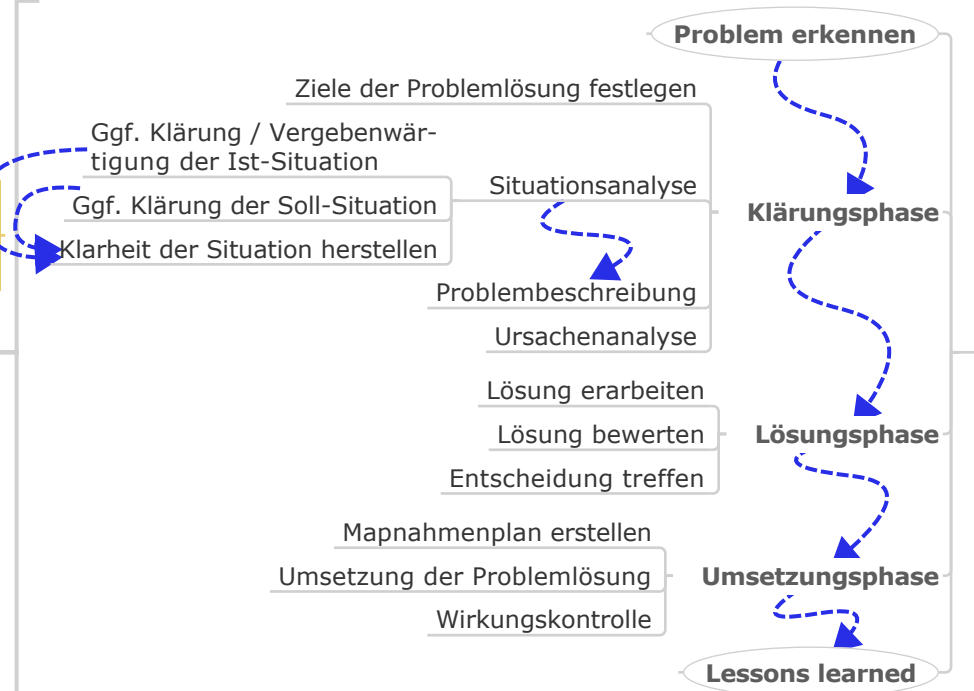 Problem erkennen
Ziele der Problemlösung festlegen
Ggf. Klärung / Vergebenwär-
tigung der Ist-Situation
Situationsanalyse
Ggf. Klärung der Soll-Situation
Klärungsphase
Klarheit der Situation herstellen
Problembeschreibung
Ursachenanalyse
Lösung erarbeiten
Lösung bewerten
Lösungsphase
Entscheidung treffen
Mapnahmenplan erstellen
Umsetzung der Problemlösung
Umsetzungsphase
Wirkungskontrolle
Lessons learned